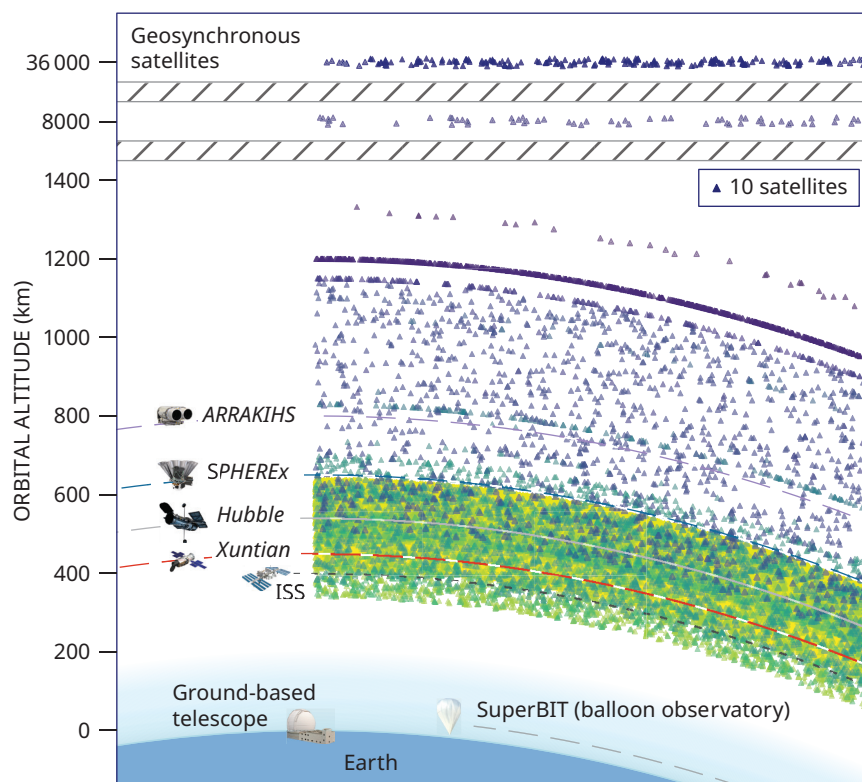 Geosynchronous
satellites
36 000
8000
1400
10 satellites
1200
1000
800
ARRAKIHS
SPHEREx
600
Hubble
Xuntian
400
ISS
200
Ground-based
telescope
SuperBIT (balloon observatory)
0
Earth
ORBITAL ALTITUDE (km)